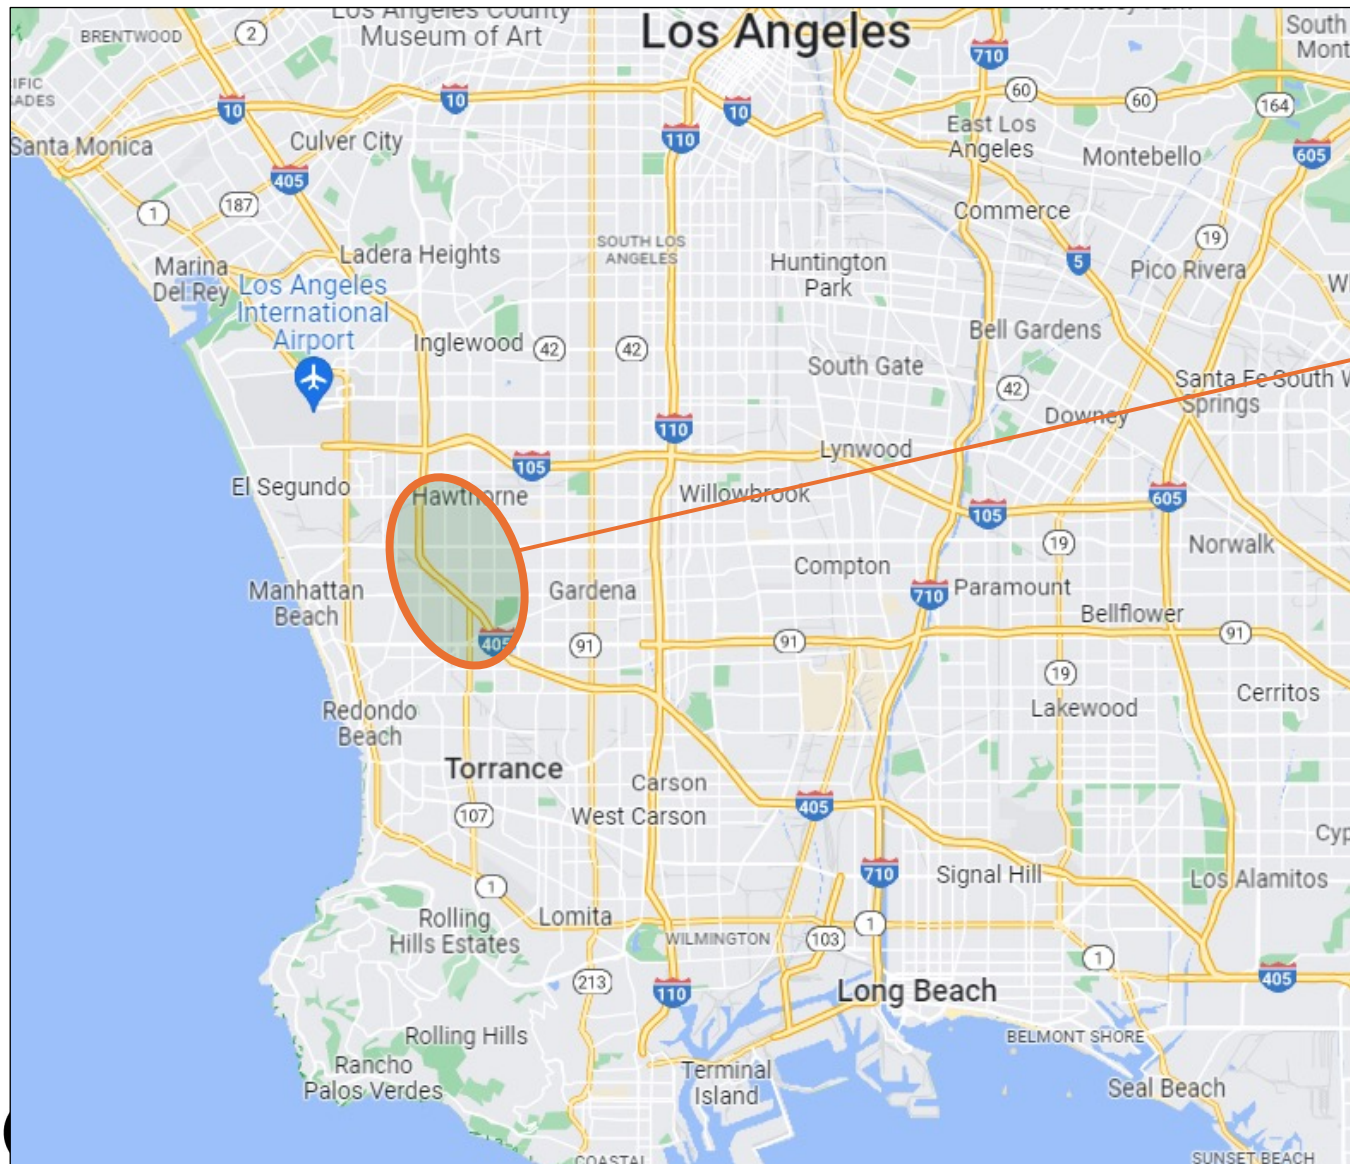 Los Angeles County
Museum of Art
Los Angeles
South
Mont
BRENTWOOD
2
710
10
10
10
60
60
164
Santa Monica
Culver City
110
East Los
Angeles
Montebello
605
405
187
1
Commerce
19
SOUTH LOS
ANGELES
Ladera Heights
Marina
Del Rey
Huntington
Park
5
Pico Rivera
Los Angeles
International
Airport
Inglewood
42
42
Bell Gardens
South Gate
42
Santa Fe
Springs
South W
Downey
110
Lynwood
105
El Segundo
Hawthorne
Willowbrook
605
105
19
Norwalk
Compton
Manhattan
Beach
Gardena
710
Paramount
Bellflower
405
91
91
91
19
Cerritos
Redondo
Beach
Lakewood
Torrance
Carson
107
West Carson
405
Cyp
710
Signal Hill
Los Alamitos
1
Rolling
Hills Estates
Lomita
WILMINGTON
103
1
1
213
110
Long Beach
405
Rolling Hills
BELMONT SHORE
Rancho
Palos Verdes
Terminal
Island
Seal Beach
COASTAL
SUNSET BEACH